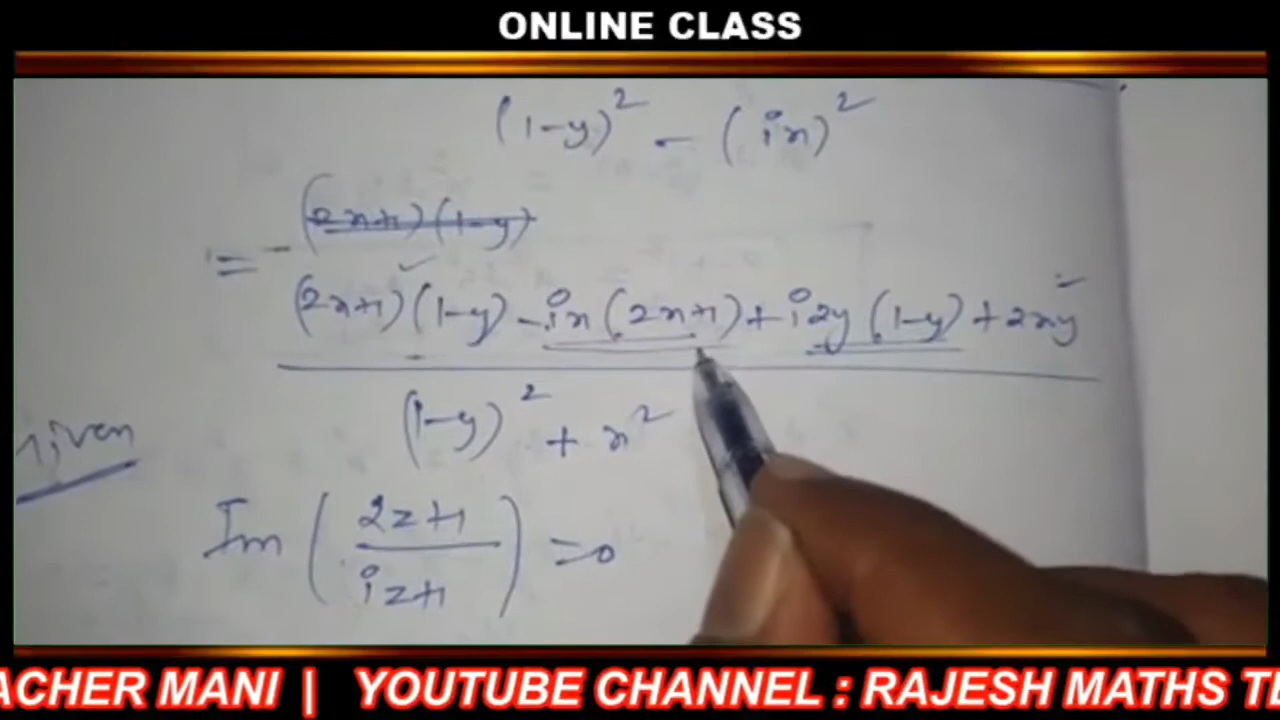 ONLINE CLASS
(1-y)² - (ix)²
(2x+1)(1-y)
= (2x+1)(1-y) - ix(2x+1) + i2y(1-y) + 2xy
(1-y)² + x²
Given
Im (2z+1 / iz+1) = 0
ACHER MANI | YOUTUBE CHANNEL : RAJESH MATHS TE